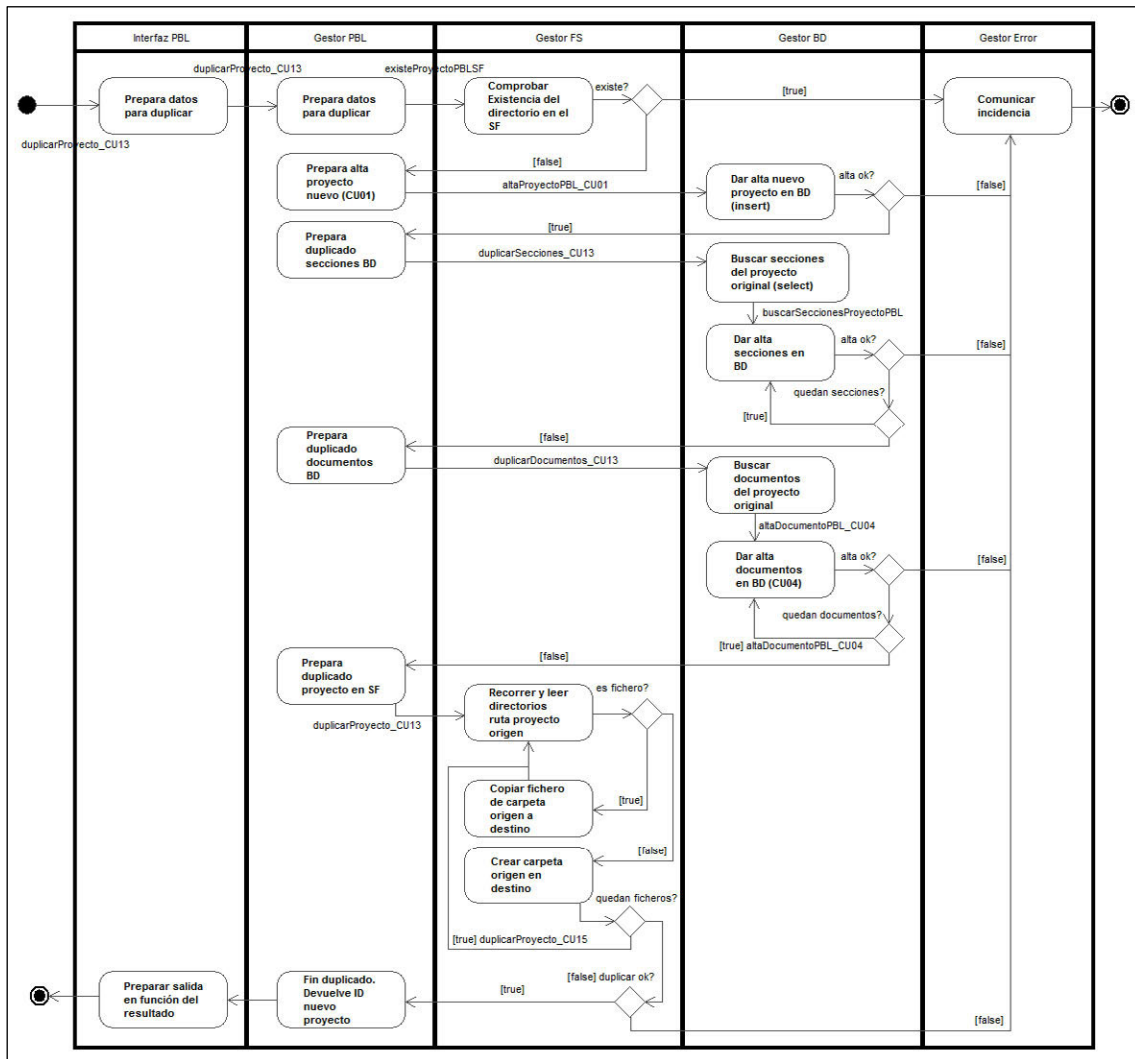 Interfaz PBL
Gestor PBL
Gestor FS
Gestor BD
Gestor Error
duplicarProyecto_CU13
existeProyectoPBLSF
Prepara datos
para duplicar
Prepara datos
para duplicar
Comprobar
Existencia del
directorio en el
SF
existe?
[true]
Comunicar
incidencia
duplicarProyecto_CU13
[false]
Prepara alta
proyecto
nuevo (CU01)
altaProyectoPBL_CU01
Dar alta nuevo
proyecto en BD
(insert)
alta ok?
[false]
[true]
Prepara
duplicado
secciones BD
duplicarSecciones_CU13
Buscar secciones
del proyecto
original (select)
buscarSeccionesProyectoPBL
Dar alta
secciones en
BD
alta ok?
[false]
quedan secciones?
[true]
[false]
Prepara
duplicado
documentos
BD
duplicarDocumentos_CU13
Buscar
documentos
del proyecto
original
altaDocumentoPBL_CU04
Dar alta
documentos
en BD (CU04)
alta ok?
[false]
quedan documentos?
[true] altaDocumentoPBL_CU04
[false]
Prepara
duplicado
proyecto en SF
duplicarProyecto_CU13
Recorrer y leer
directorios
ruta proyecto
origen
es fichero?
[true]
Copiar fichero
de carpeta
origen a
destino
[false]
Crear carpeta
origen en
destino
quedan ficheros?
[true] duplicarProyecto_CU15
[false] duplicar ok?
[true]
[false]
Fin duplicado.
Devuelve ID
nuevo
proyecto
Preparar salida
en función del
resultado